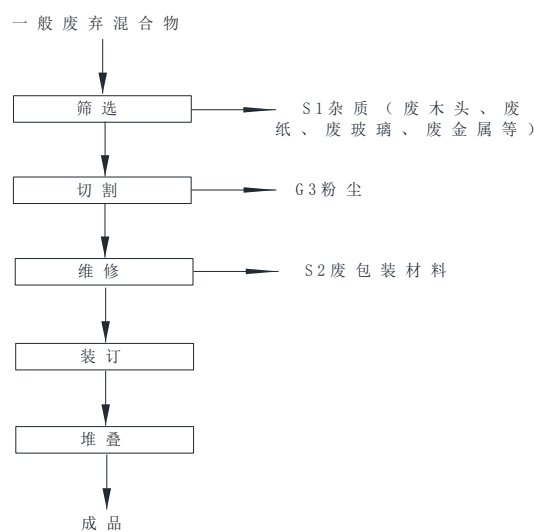 一般废弃混合物
筛选
S1杂质（废木头、废
纸、废玻璃、废金属等）
切割
G3粉尘
维修
S2废包装材料
装订
堆叠
成品